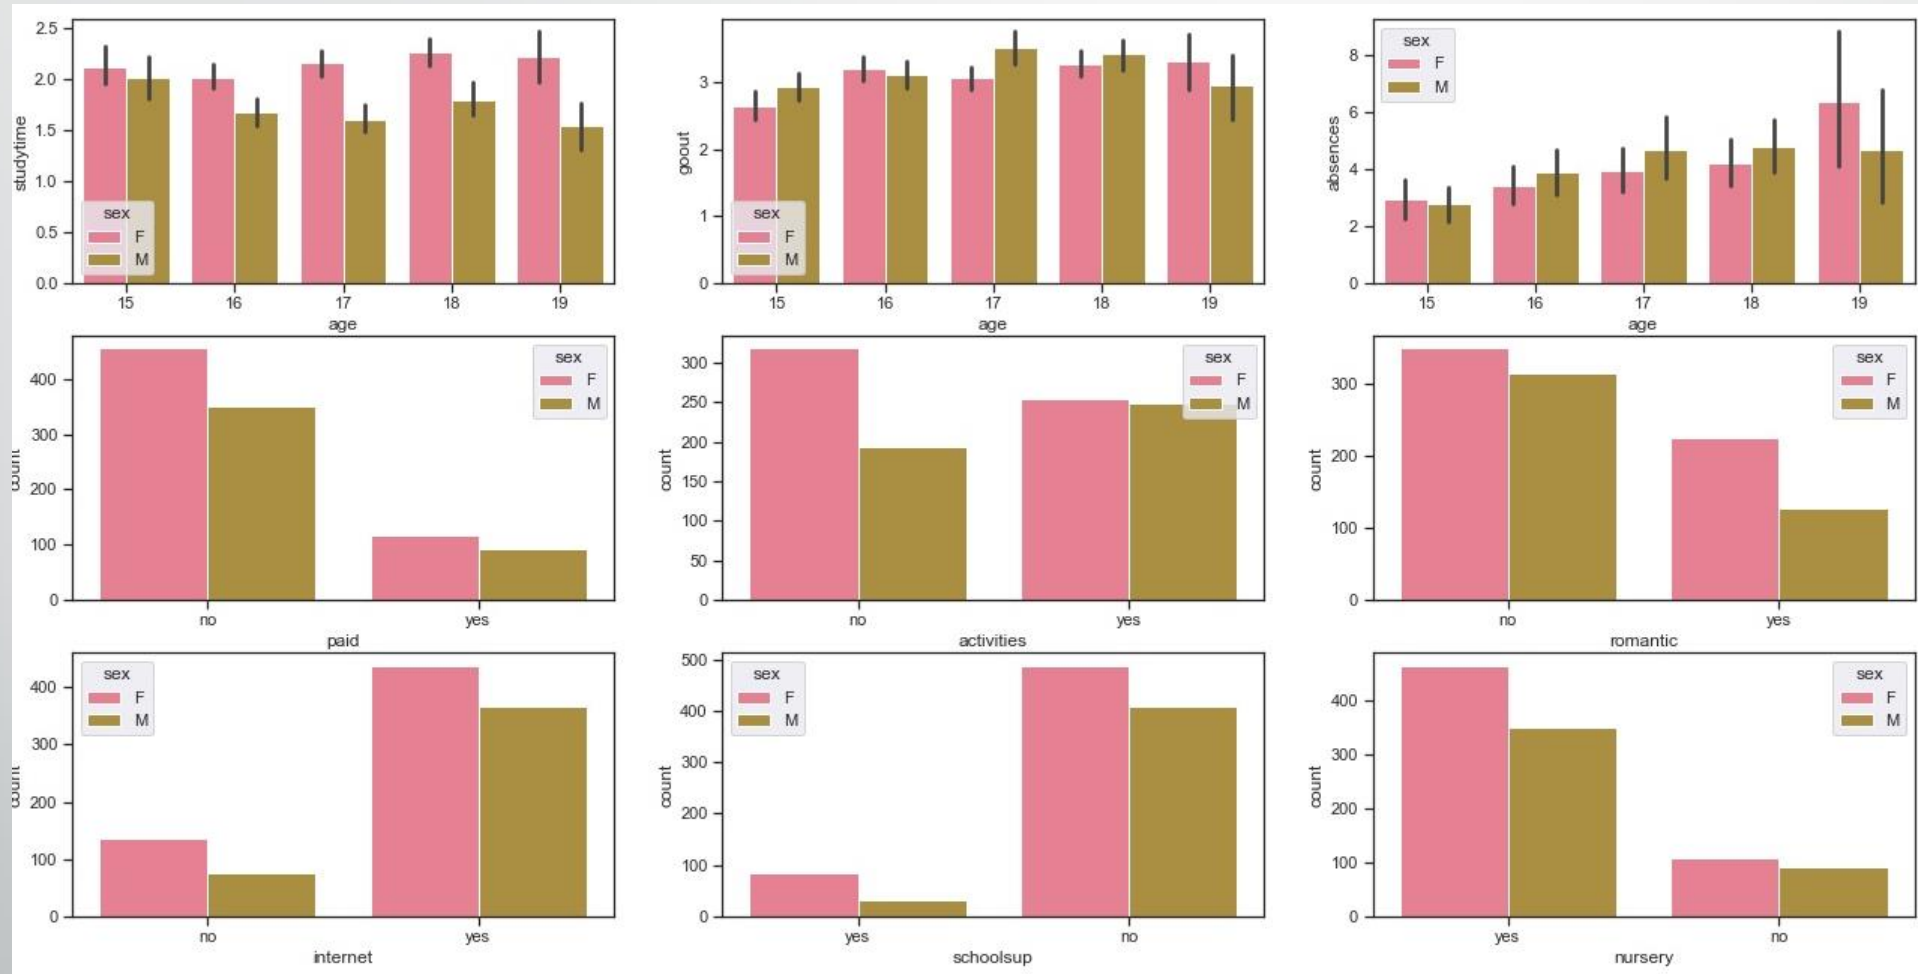 studytime
2.5
2.0
1.5
1.0
0.5
0.0
sex
F
M
15 16 17 18 19
age
goout
3
2
1
0
sex
F
M
15 16 17 18 19
age
absences
8
6
4
2
0
sex
F
M
15 16 17 18 19
age
count
400
300
200
100
0
sex
F
M
no yes
paid
count
300
250
200
150
100
50
0
sex
F
M
no yes
activities
count
300
200
100
0
sex
F
M
no yes
romantic
count
400
300
200
100
0
sex
F
M
no yes
internet
count
500
400
300
200
100
0
sex
F
M
yes no
schoolsup
count
400
300
200
100
0
sex
F
M
yes no
nursery